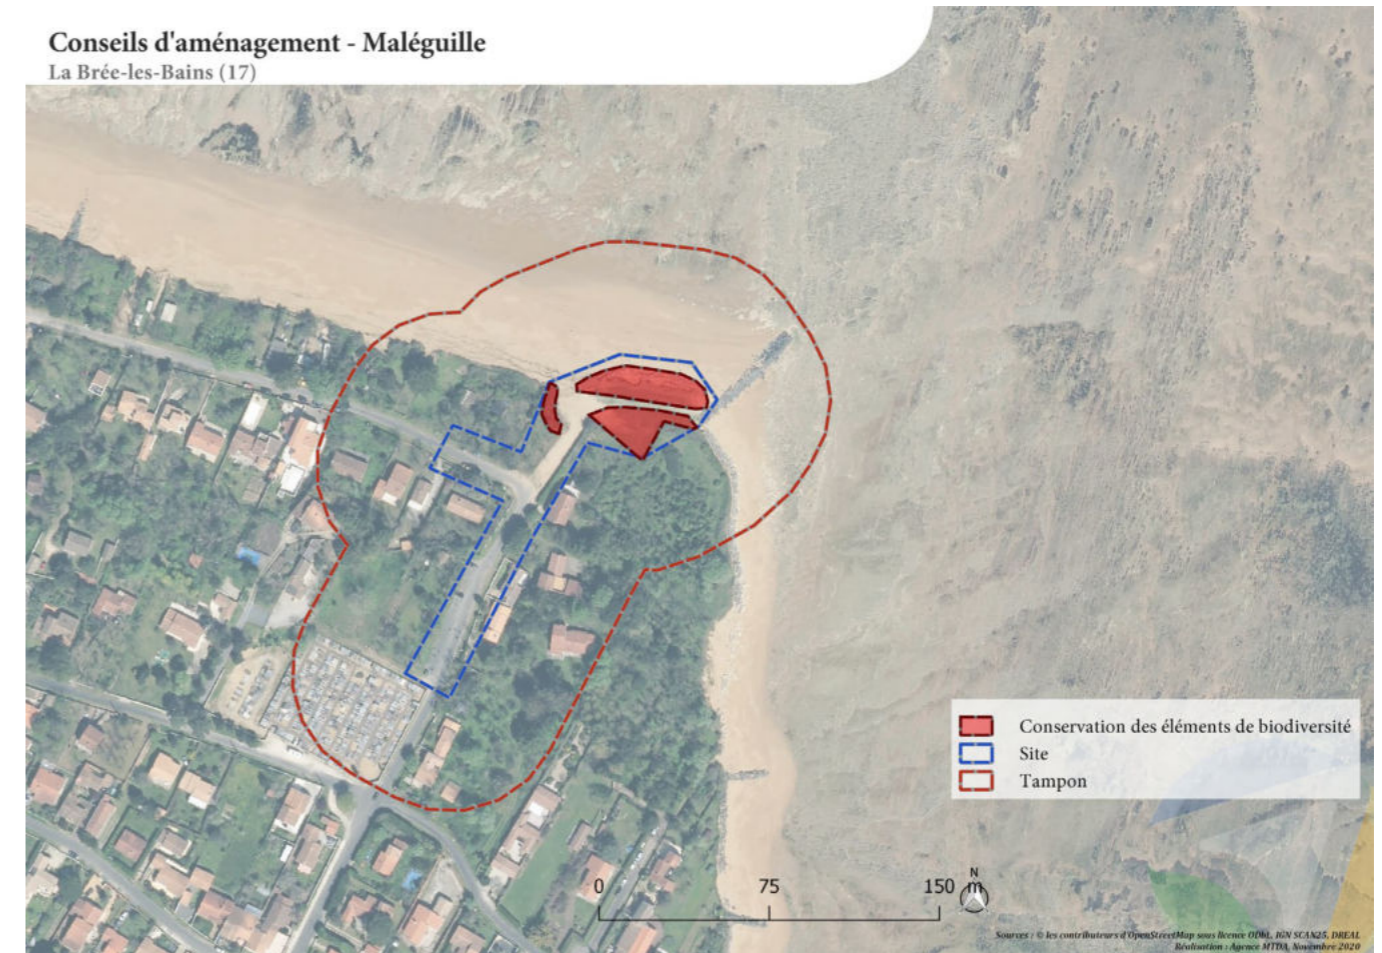 Conseils d'aménagement - Maléguille
La Brée-les-Bains (17)
Conservation des éléments de biodiversité
Site
Tampon
0 75 150 m
N
Sources : © les contributeurs d'OpenStreetMap sous licence ODbL, IGN SCAN25, DREAL
Réalisation : Agence MTDA, Novembre 2020